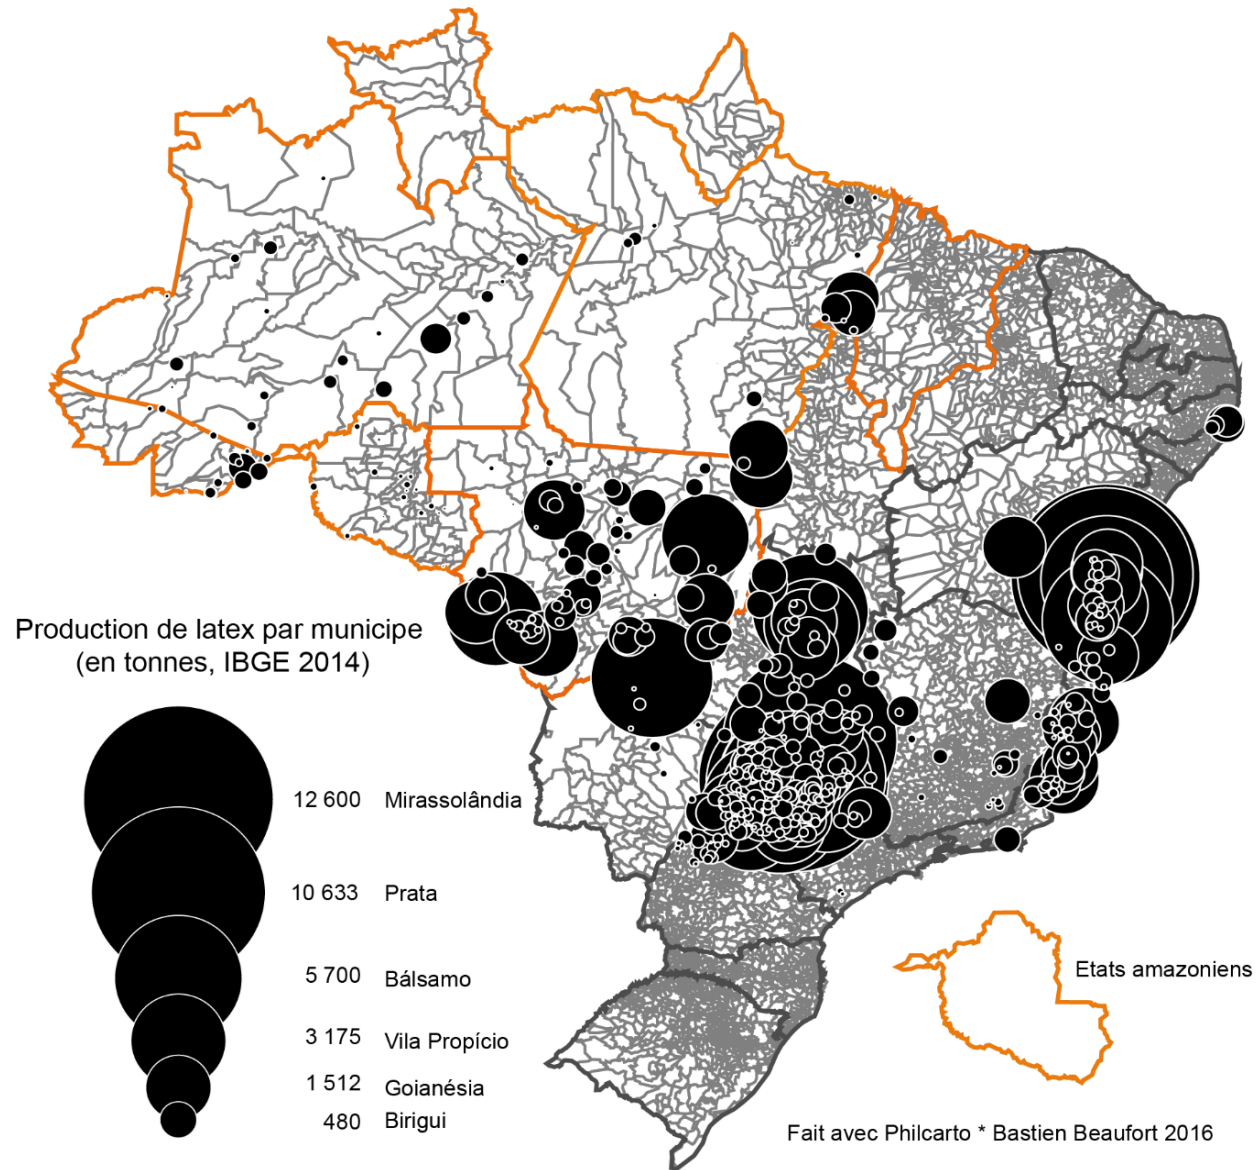 Production de latex par municipe
(en tonnes, IBGE 2014)
12 600 Mirassolândia
10 633 Prata
5 700 Bálsamo
3 175 Vila Propício
1 512 Goianésia
480 Birigui
Etats amazoniens
Fait avec Philcarto * Bastien Beaufort 2016